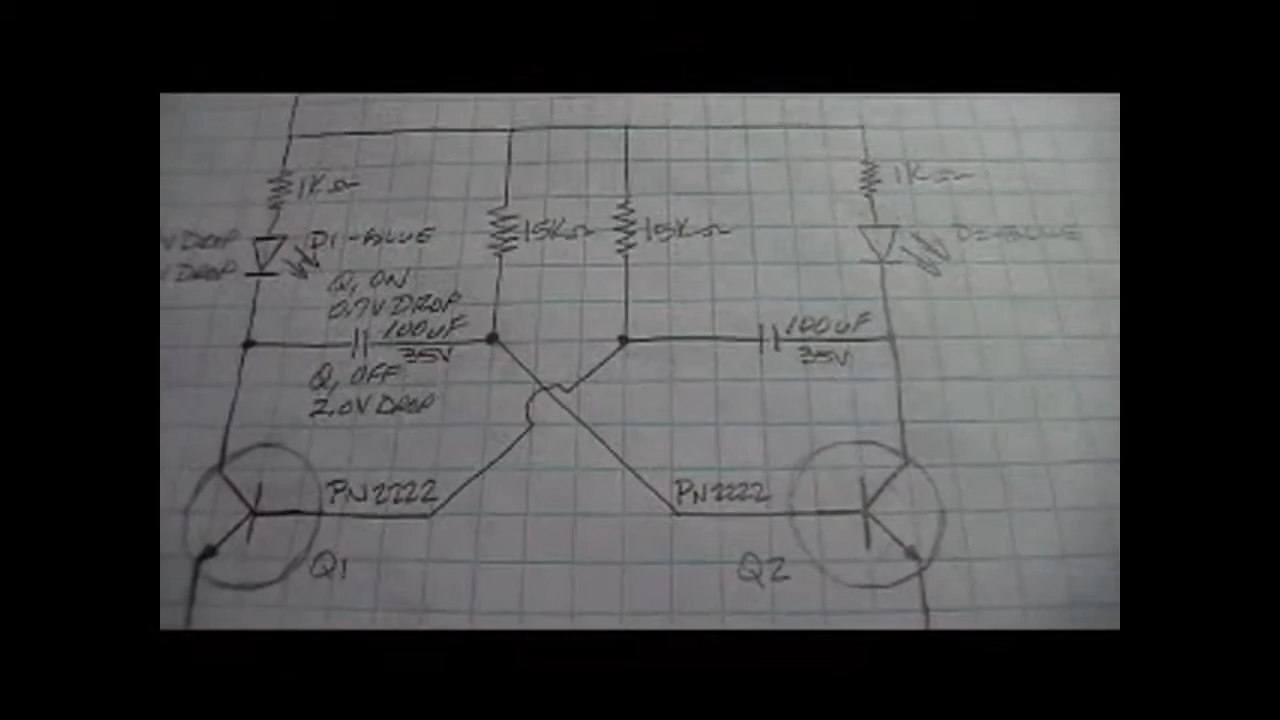 1KΩ
1KΩ
V DROP
D1-BLUE
15KΩ
15KΩ
D2-BLUE
V DROP
Q1 ON
0.7V DROP
100uF
35V
100uF
35V
Q1 OFF
2.0V DROP
PN2222
PN2222
Q1
Q2